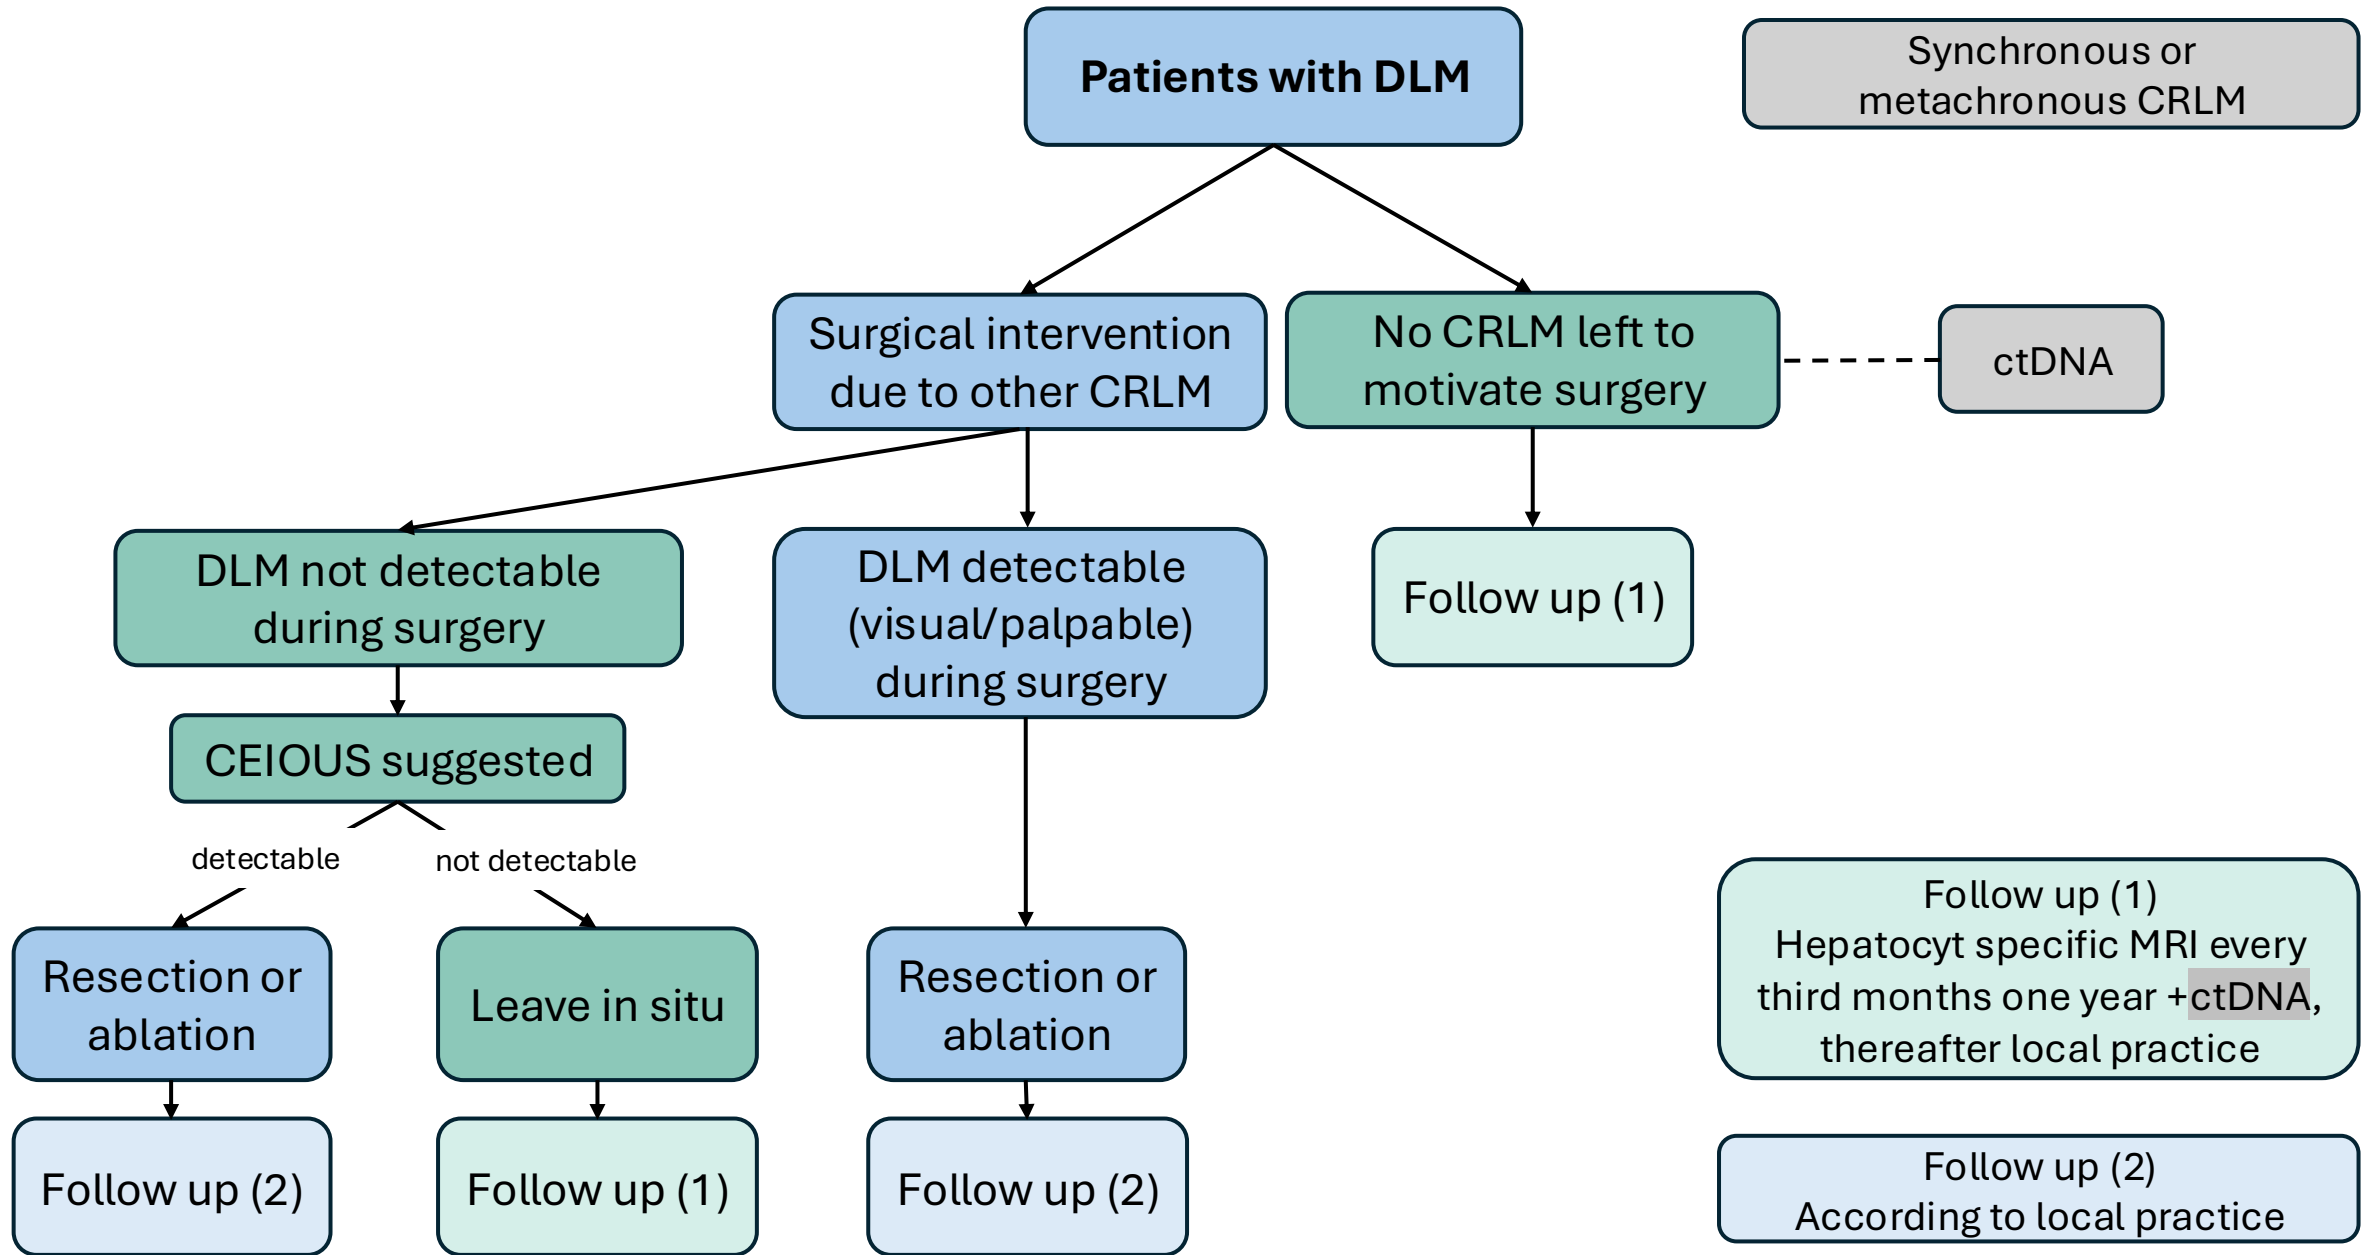 Patients with DLM
Synchronous or
metachronous CRLM
Surgical intervention
due to other CRLM
No CRLM left to
motivate surgery
ctDNA
DLM not detectable
during surgery
DLM detectable
(visual/palpable)
during surgery
Follow up (1)
CEIOUS suggested
detectable
not detectable
Resection or
ablation
Leave in situ
Resection or
ablation
Follow up (1)
Hepatocyt specific MRI every
third months one year +ctDNA,
thereafter local practice
Follow up (2)
Follow up (1)
Follow up (2)
Follow up (2)
According to local practice